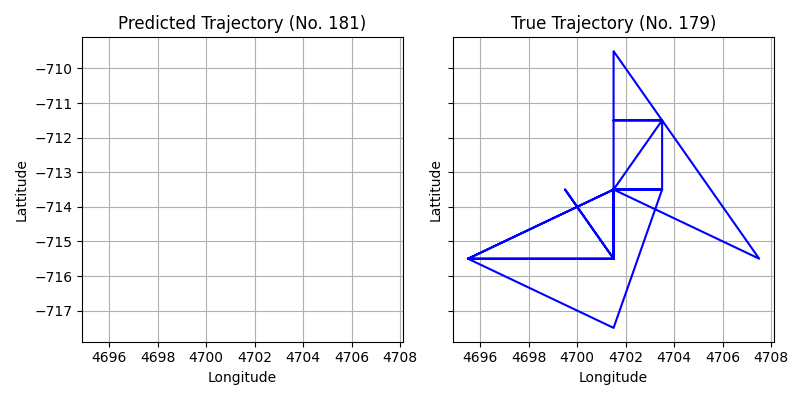 Predicted Trajectory (No. 181)
True Trajectory (No. 179)
Lattitude
−710
−711
−712
−713
−714
−715
−716
−717
4696 4698 4700 4702 4704 4706 4708
Longitude
Lattitude
4696 4698 4700 4702 4704 4706 4708
Longitude